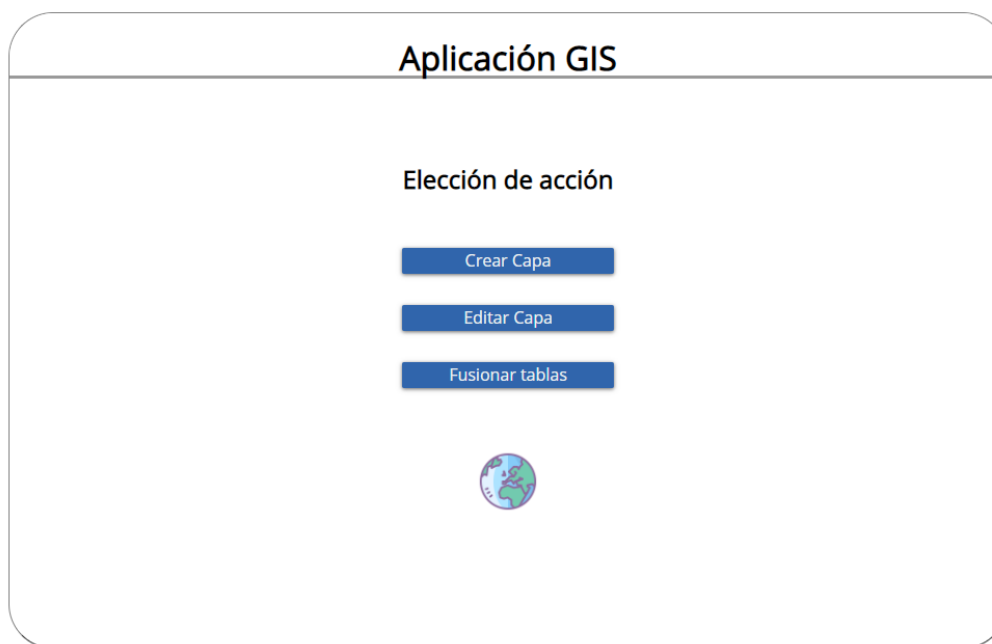 Aplicación GIS
Elección de acción
Crear Capa
Editar Capa
Fusionar tablas